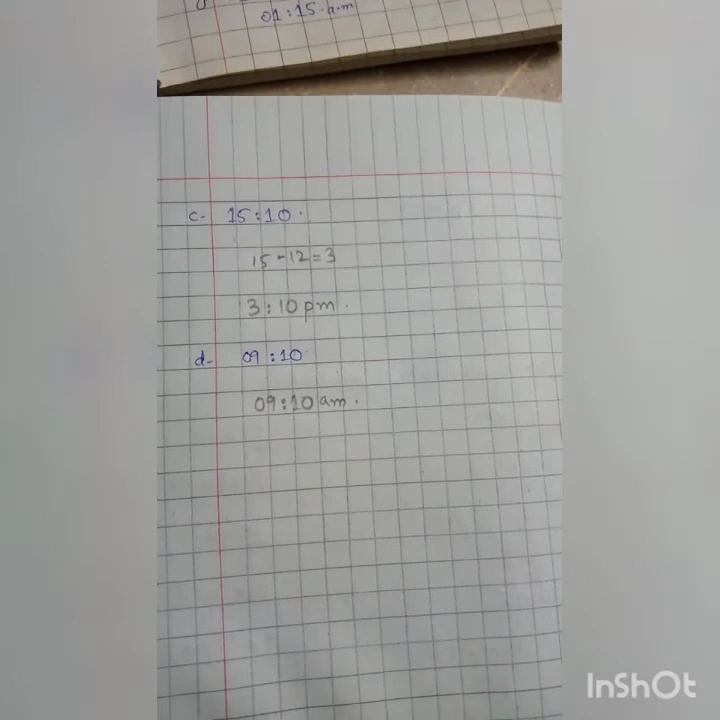 01:15 a.m
c- 15:10.
15-12=3
3:10 pm.
d- 09:10.
09:10 am.
InShOt